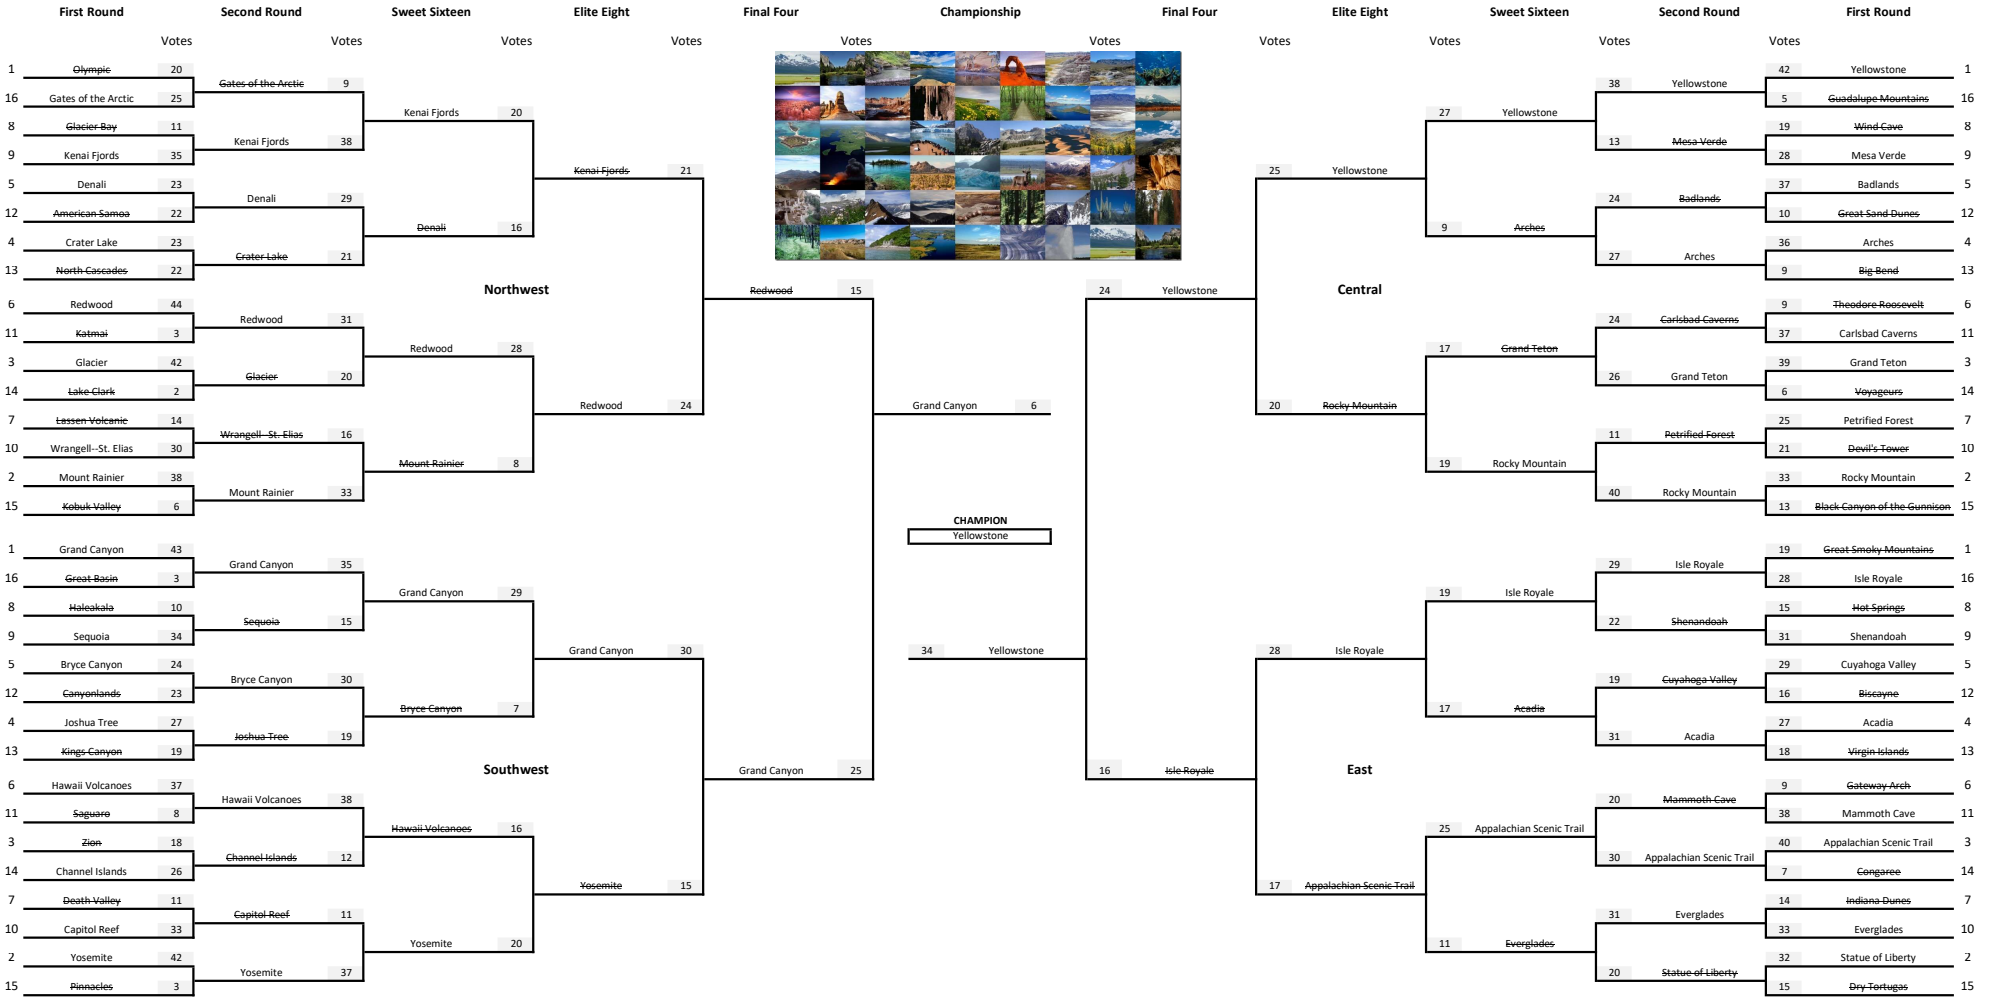 First Round Second Round Sweet Sixteen Elite Eight Final Four Championship Final Four Elite Eight Sweet Sixteen Second Round First Round
Votes Votes Votes Votes Votes Votes Votes Votes Votes Votes
1 Olympic 20 42 Yellowstone 1
Gates of the Arctic 9 38 Yellowstone
16 Gates of the Arctic 25 5 Guadalupe Mountains 16
Kenai Fjords 20 27 Yellowstone
8 Glacier Bay 11 19 Wind Cave 8
Kenai Fjords 38 13 Mesa Verde
9 Kenai Fjords 35 28 Mesa Verde 9
Kenai Fjords 21 25 Yellowstone
5 Denali 23 37 Badlands 5
Denali 29 24 Badlands
12 American Samoa 22 10 Great Sand Dunes 12
Denali 16 9 Arches
4 Crater Lake 23 36 Arches 4
Crater Lake 21 27 Arches
13 North Cascades 22 9 Big Bend 13
Northwest Redwood 15 24 Yellowstone Central
6 Redwood 44 9 Theodore Roosevelt 6
Redwood 31 24 Carlsbad Caverns
11 Katmai 3 37 Carlsbad Caverns 11
Redwood 28 17 Grand Teton
3 Glacier 42 39 Grand Teton 3
Glacier 20 26 Grand Teton
14 Lake Clark 2 6 Voyageurs 14
Redwood 24 Grand Canyon 6 20 Rocky Mountain
7 Lassen Volcanic 14 25 Petrified Forest 7
Wrangell--St. Elias 16 11 Petrified Forest
10 Wrangell--St. Elias 30 21 Devil's Tower 10
Mount Rainier 8 19 Rocky Mountain
2 Mount Rainier 38 33 Rocky Mountain 2
Mount Rainier 33 40 Rocky Mountain
15 Kobuk Valley 6 13 Black Canyon of the Gunnison 15
CHAMPION
Yellowstone
1 Grand Canyon 43 19 Great Smoky Mountains 1
Grand Canyon 35 29 Isle Royale
16 Great Basin 3 28 Isle Royale 16
Grand Canyon 29 19 Isle Royale
8 Haleakala 10 15 Hot Springs 8
Sequoia 15 22 Shenandoah
9 Sequoia 34 31 Shenandoah 9
Grand Canyon 30 34 Yellowstone 28 Isle Royale
5 Bryce Canyon 24 29 Cuyahoga Valley 5
Bryce Canyon 30 19 Cuyahoga Valley
12 Canyonlands 23 16 Biscayne 12
Bryce Canyon 7 17 Acadia
4 Joshua Tree 27 27 Acadia 4
Joshua Tree 19 31 Acadia
13 Kings Canyon 19 18 Virgin Islands 13
Southwest Grand Canyon 25 16 Isle Royale East
6 Hawaii Volcanoes 37 9 Gateway Arch 6
Hawaii Volcanoes 38 20 Mammoth Cave
11 Saguaro 8 38 Mammoth Cave 11
Hawaii Volcanoes 16 25 Appalachian Scenic Trail
3 Zion 18 40 Appalachian Scenic Trail 3
Channel Islands 12 30 Appalachian Scenic Trail
14 Channel Islands 26 7 Congaree 14
Yosemite 15 17 Appalachian Scenic Trail
7 Death Valley 11 14 Indiana Dunes 7
Capitol Reef 11 31 Everglades
10 Capitol Reef 33 33 Everglades 10
Yosemite 20 11 Everglades
2 Yosemite 42 32 Statue of Liberty 2
Yosemite 37 20 Statue of Liberty
15 Pinnacles 3 15 Dry Tortugas 15